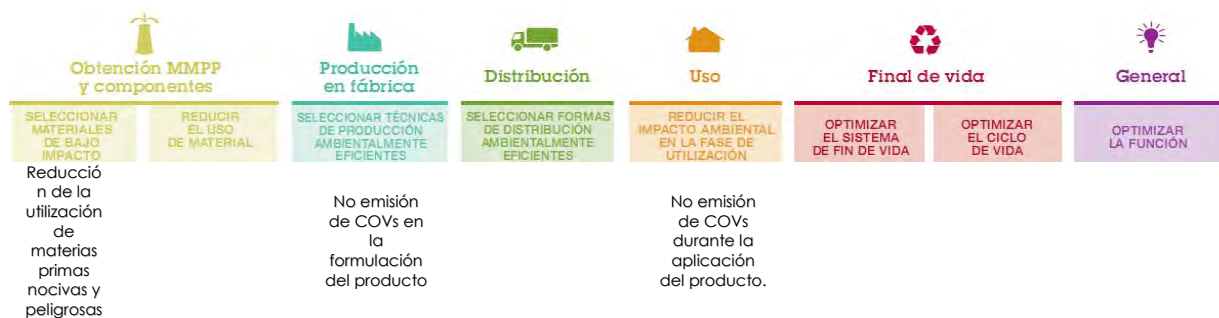 Obtención MMPP
y componentes
Producción
en fábrica
Distribución
Uso
Final de vida
General
SELECCIONAR
MATERIALES
DE BAJO
IMPACTO
REDUCIR
EL USO
DE MATERIAL
SELECCIONAR TÉCNICAS
DE PRODUCCIÓN
AMBIENTALMENTE
EFICIENTES
SELECCIONAR FORMAS
DE DISTRIBUCIÓN
AMBIENTALMENTE
EFICIENTES
REDUCIR EL
IMPACTO AMBIENTAL
EN LA FASE DE
UTILIZACIÓN
OPTIMIZAR
EL SISTEMA
DE FIN DE VIDA
OPTIMIZAR
EL CICLO
DE VIDA
OPTIMIZAR
LA FUNCIÓN
Reducció
n de la
utilización
de
materias
primas
nocivas y
peligrosas
No emisión
de COVs en
la
formulación
del producto
No emisión
de COVs
durante la
aplicación
del producto.